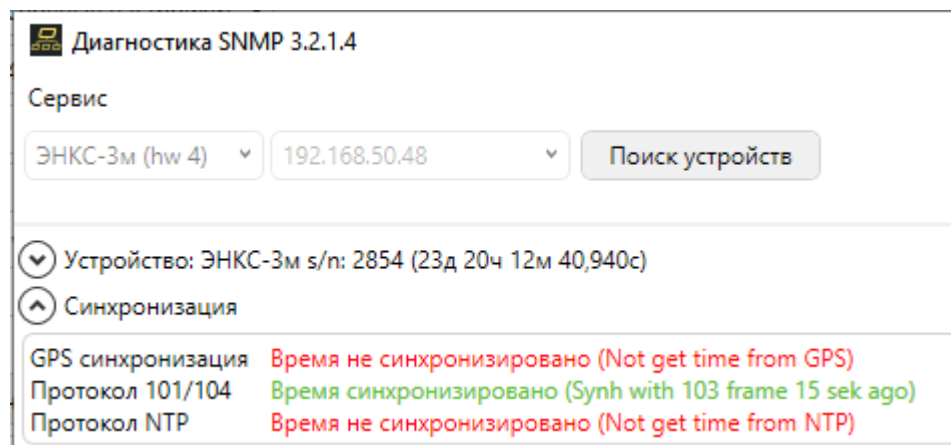 Диагностика SNMP 3.2.1.4
Сервис
ЭНКС-3м (hw 4) 192.168.50.48 Поиск устройств
Устройство: ЭНКС-3м s/n: 2854 (23д 20ч 12м 40,940с)
Синхронизация
GPS синхронизация Время не синхронизировано (Not get time from GPS)
Протокол 101/104 Время синхронизировано (Synh with 103 frame 15 sek ago)
Протокол NTP Время не синхронизировано (Not get time from NTP)